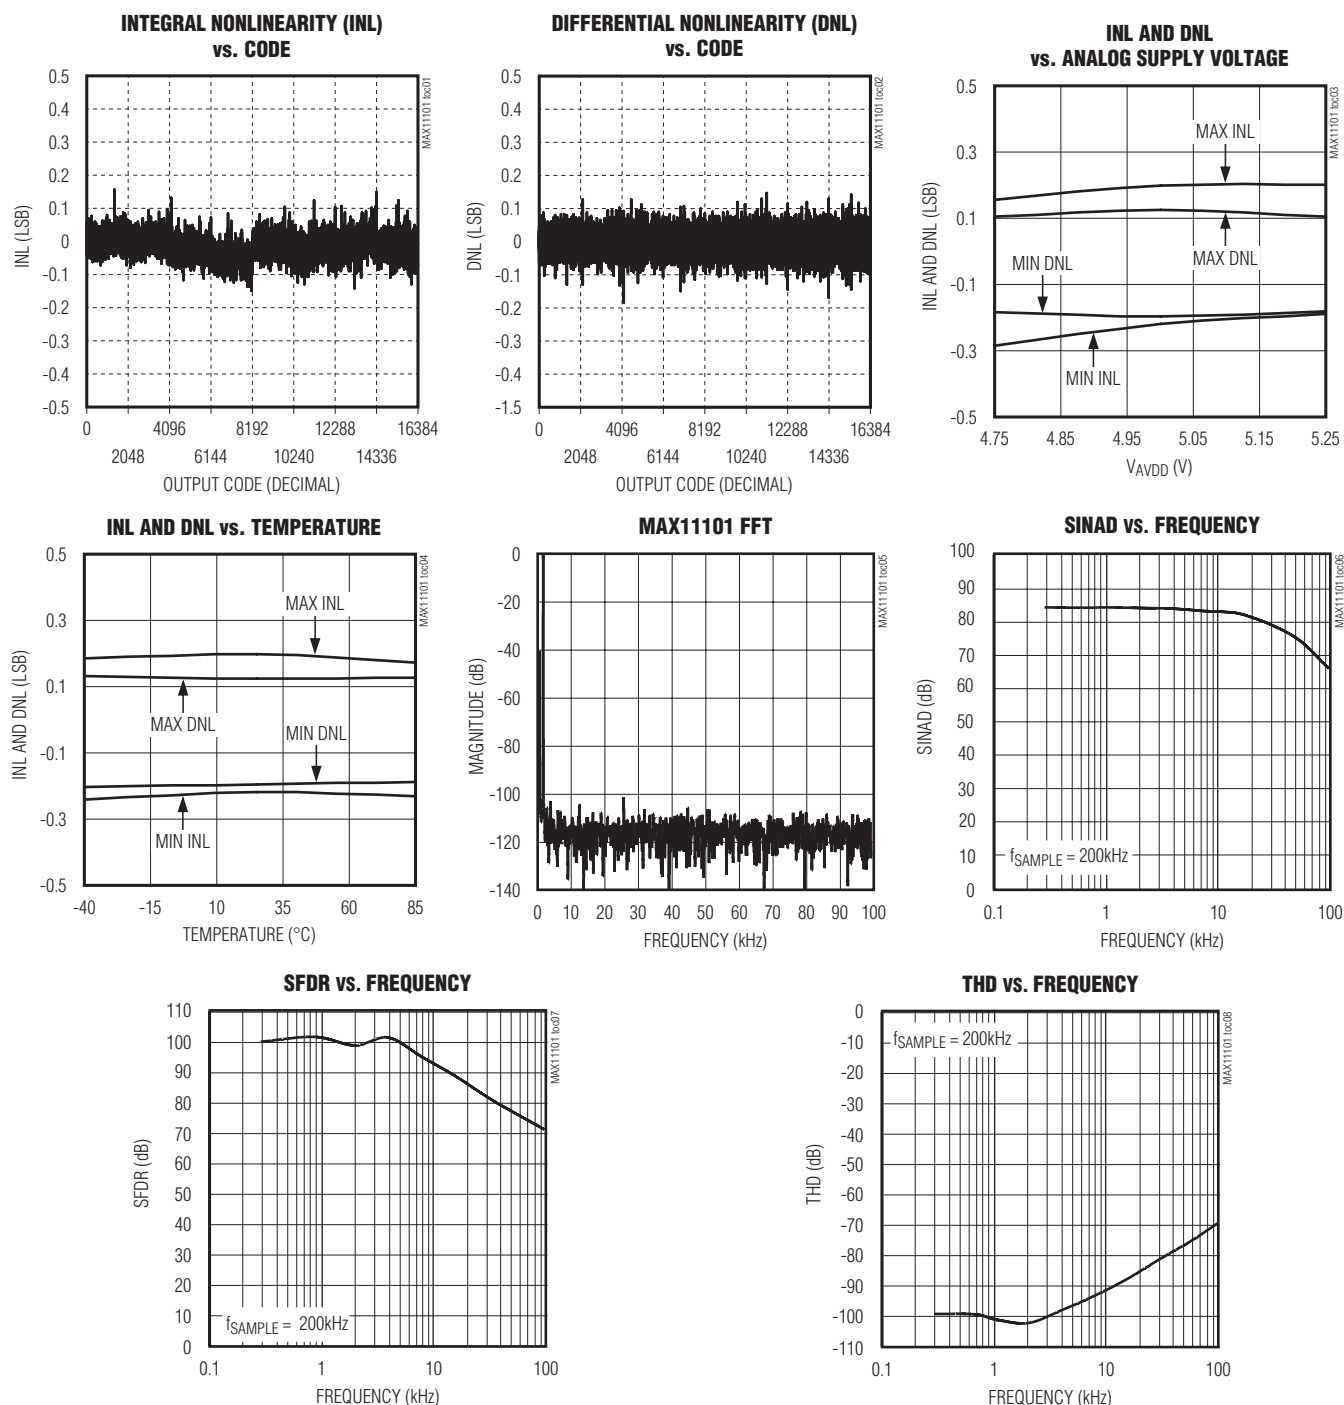 INTEGRAL NONLINEARITY (INL)
vs. CODE
MAX11101 toc01
INL (LSB)
0.5
0.4
0.3
0.2
0.1
0
-0.1
-0.2
-0.3
-0.4
-0.5
0 4096 8192 12288 16384
2048 6144 10240 14336
OUTPUT CODE (DECIMAL)
DIFFERENTIAL NONLINEARITY (DNL)
vs. CODE
MAX11101 toc02
DNL (LSB)
0.5
0.4
0.3
0.2
0.1
0
-0.1
-0.2
-0.3
-0.4
-1.5
0 4096 8192 12288 16384
2048 6144 10240 14336
OUTPUT CODE (DECIMAL)
INL AND DNL
vs. ANALOG SUPPLY VOLTAGE
MAX11101 toc03
INL AND DNL (LSB)
0.5
0.3
0.1
-0.1
-0.3
-0.5
MAX INL
MAX DNL
MIN DNL
MIN INL
4.75 4.85 4.95 5.05 5.15 5.25
VAVDD (V)
INL AND DNL vs. TEMPERATURE
MAX11101 toc04
INL AND DNL (LSB)
0.5
0.3
0.1
-0.1
-0.3
-0.5
MAX INL
MAX DNL
MIN DNL
MIN INL
-40 -15 10 35 60 85
TEMPERATURE (°C)
MAX11101 FFT
MAX11101 toc05
MAGNITUDE (dB)
0
-20
-40
-60
-80
-100
-120
-140
0 10 20 30 40 50 60 70 80 90 100
FREQUENCY (kHz)
SINAD vs. FREQUENCY
MAX11101 toc06
SINAD (dB)
100
90
80
70
60
50
40
30
20
10
0
fSAMPLE = 200kHz
0.1 1 10 100
FREQUENCY (kHz)
SFDR vs. FREQUENCY
MAX11101 toc07
SFDR (dB)
110
100
90
80
70
60
50
40
30
20
10
0
fSAMPLE = 200kHz
0.1 1 10 100
FREQUENCY (kHz)
THD vs. FREQUENCY
MAX11101 toc08
THD (dB)
0
-10
-20
-30
-40
-50
-60
-70
-80
-90
-100
-110
fSAMPLE = 200kHz
0.1 1 10 100
FREQUENCY (kHz)